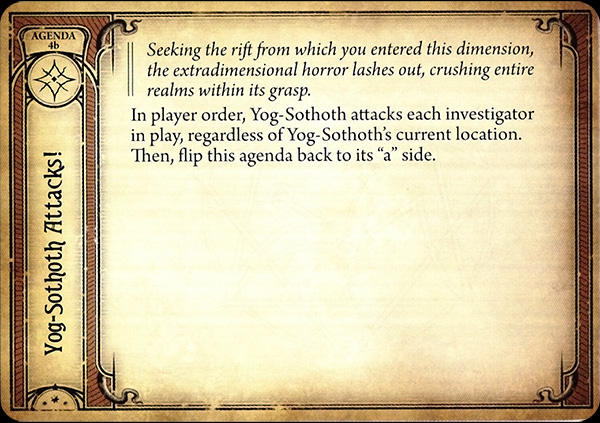 AGENDA
4b
Yog-Sothoth Attacks!
Seeking the rift from which you entered this dimension,
the extradimensional horror lashes out, crushing entire
realms within its grasp.
In player order, Yog-Sothoth attacks each investigator
in play, regardless of Yog-Sothoth’s current location.
Then, flip this agenda back to its “a” side.